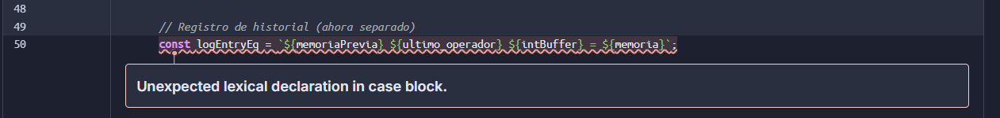 48
49 // Registro de historial (ahora separado)
50 const logEntryEq = `${memoriaPrevia} ${ultimo_operador} ${intBuffer} = ${memoria}`;
Unexpected lexical declaration in case block.